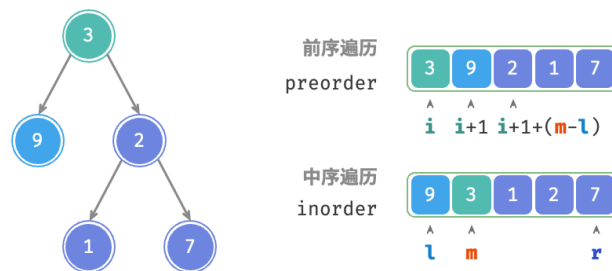 3
9
2
1
7
前序遍历
preorder
3 9 2 1 7
i i+1 i+1+(m-l)
中序遍历
inorder
9 3 1 2 7
l m r